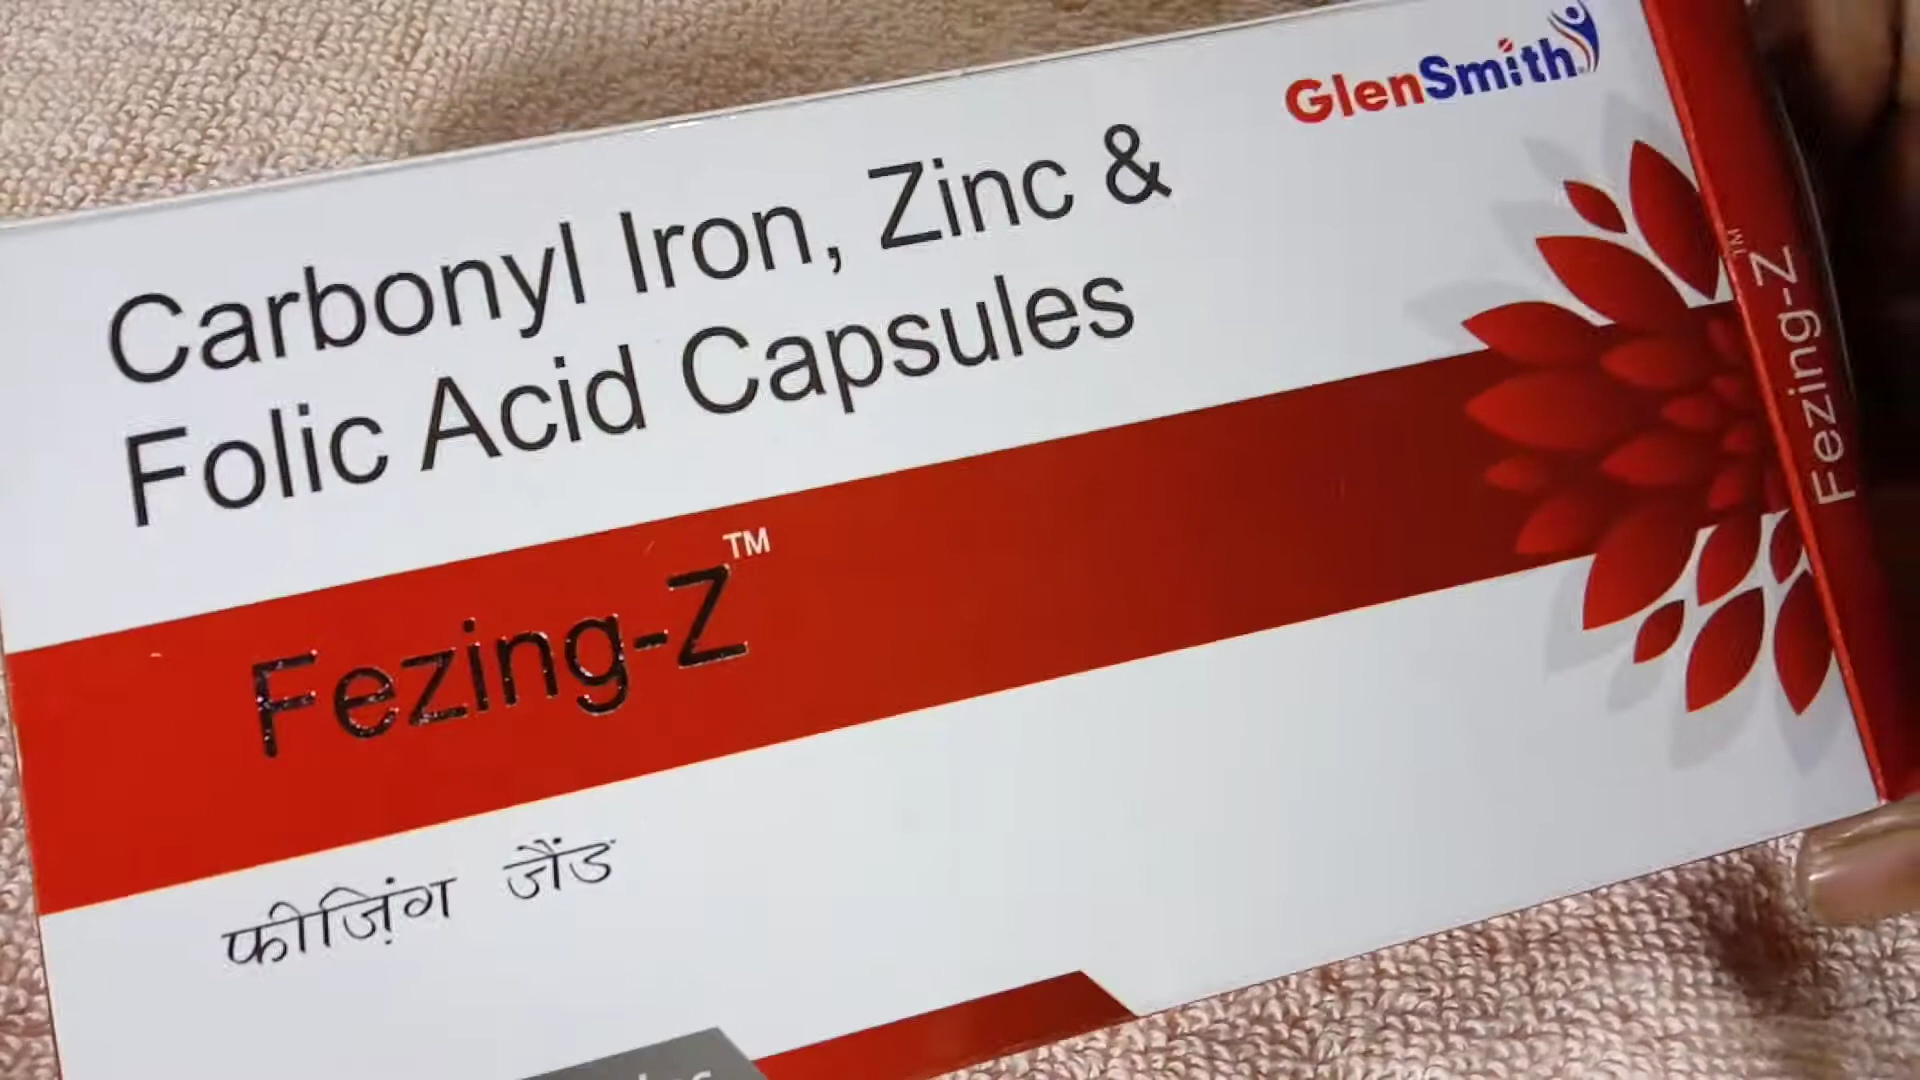 GlenSmith
Carbonyl Iron, Zinc &
Folic Acid Capsules
Fezing-Z™
फीज़िंग जैंड
Fezing-Z™